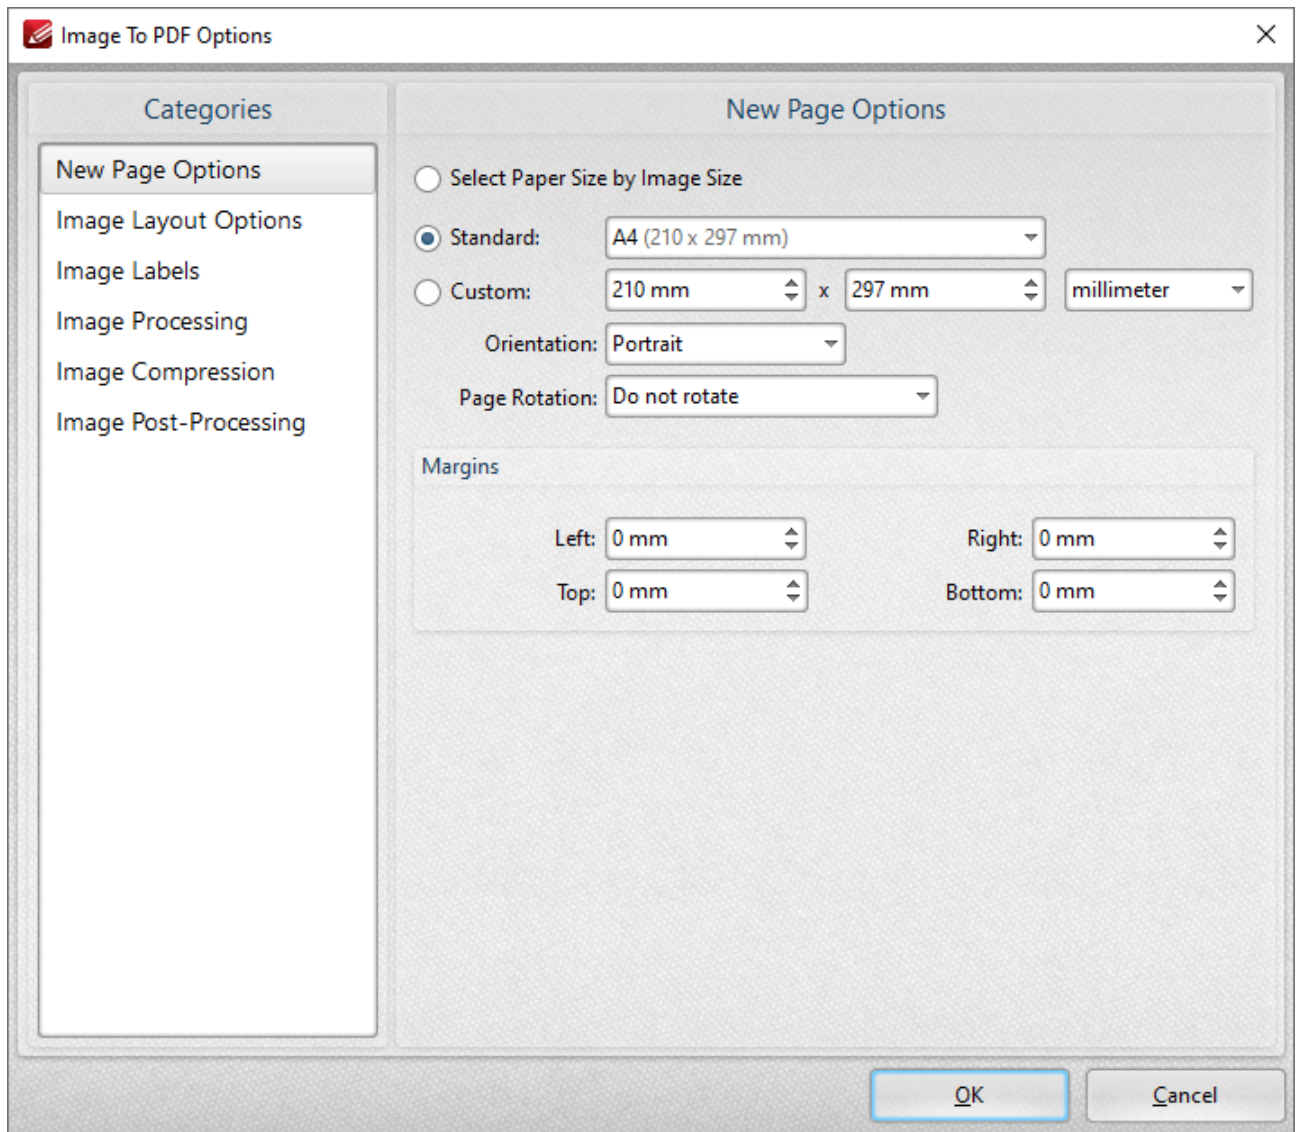 Image To PDF Options
Categories
New Page Options
Image Layout Options
Image Labels
Image Processing
Image Compression
Image Post-Processing
New Page Options
Select Paper Size by Image Size
Standard: A4 (210 x 297 mm)
Custom: 210 mm x 297 mm millimeter
Orientation: Portrait
Page Rotation: Do not rotate
Margins
Left: 0 mm Right: 0 mm
Top: 0 mm Bottom: 0 mm
OK Cancel